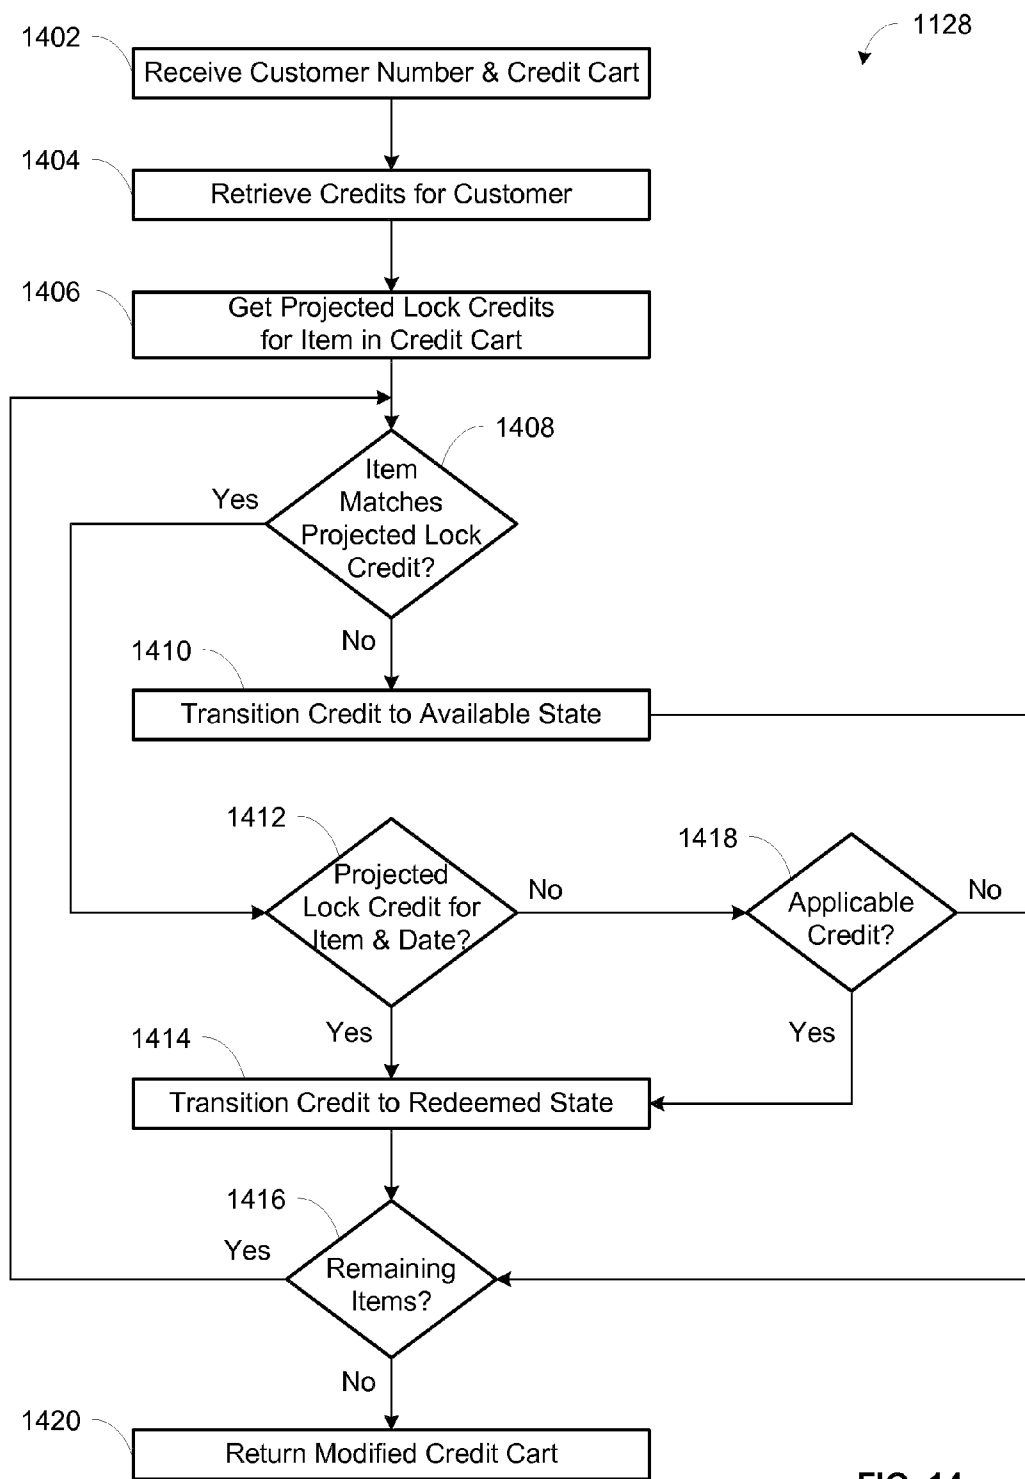 1402
1128
Receive Customer Number & Credit Cart
1404
Retrieve Credits for Customer
1406
Get Projected Lock Credits
for Item in Credit Cart
1408
Item
Matches
Projected Lock
Credit?
Yes
No
1410
Transition Credit to Available State
1412
Projected
Lock Credit for
Item & Date?
No
1418
Applicable
Credit?
No
Yes
Yes
1414
Transition Credit to Redeemed State
1416
Remaining
Items?
Yes
No
1420
Return Modified Credit Cart
FIG. 14